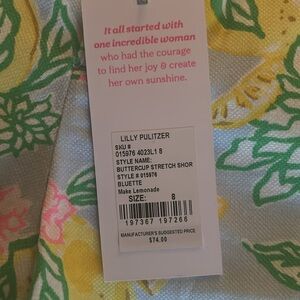 It all started with
one incredible woman
who had the courage
to find her joy & create
her own sunshine.
LILLY PULITZER
SKU #
015976 4023L1 8
STYLE NAME:
BUTTERCUP STRETCH SHOR
STYLE # 015976
BLUETTE
Make Lemonade
SIZE: 8
197367 197266
MANUFACTURER'S SUGGESTED PRICE
$74.00